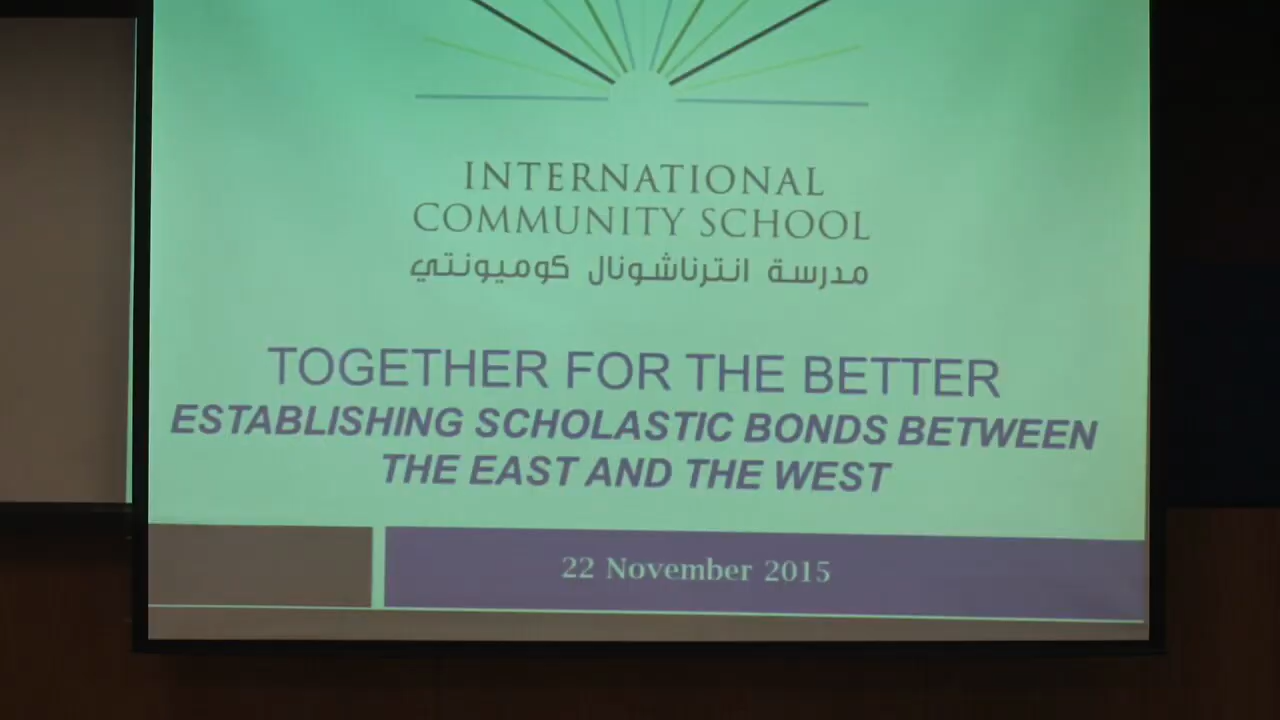 INTERNATIONAL
COMMUNITY SCHOOL
مدرسة انترناشونال كوميونتي
TOGETHER FOR THE BETTER
ESTABLISHING SCHOLASTIC BONDS BETWEEN
THE EAST AND THE WEST
22 November 2015